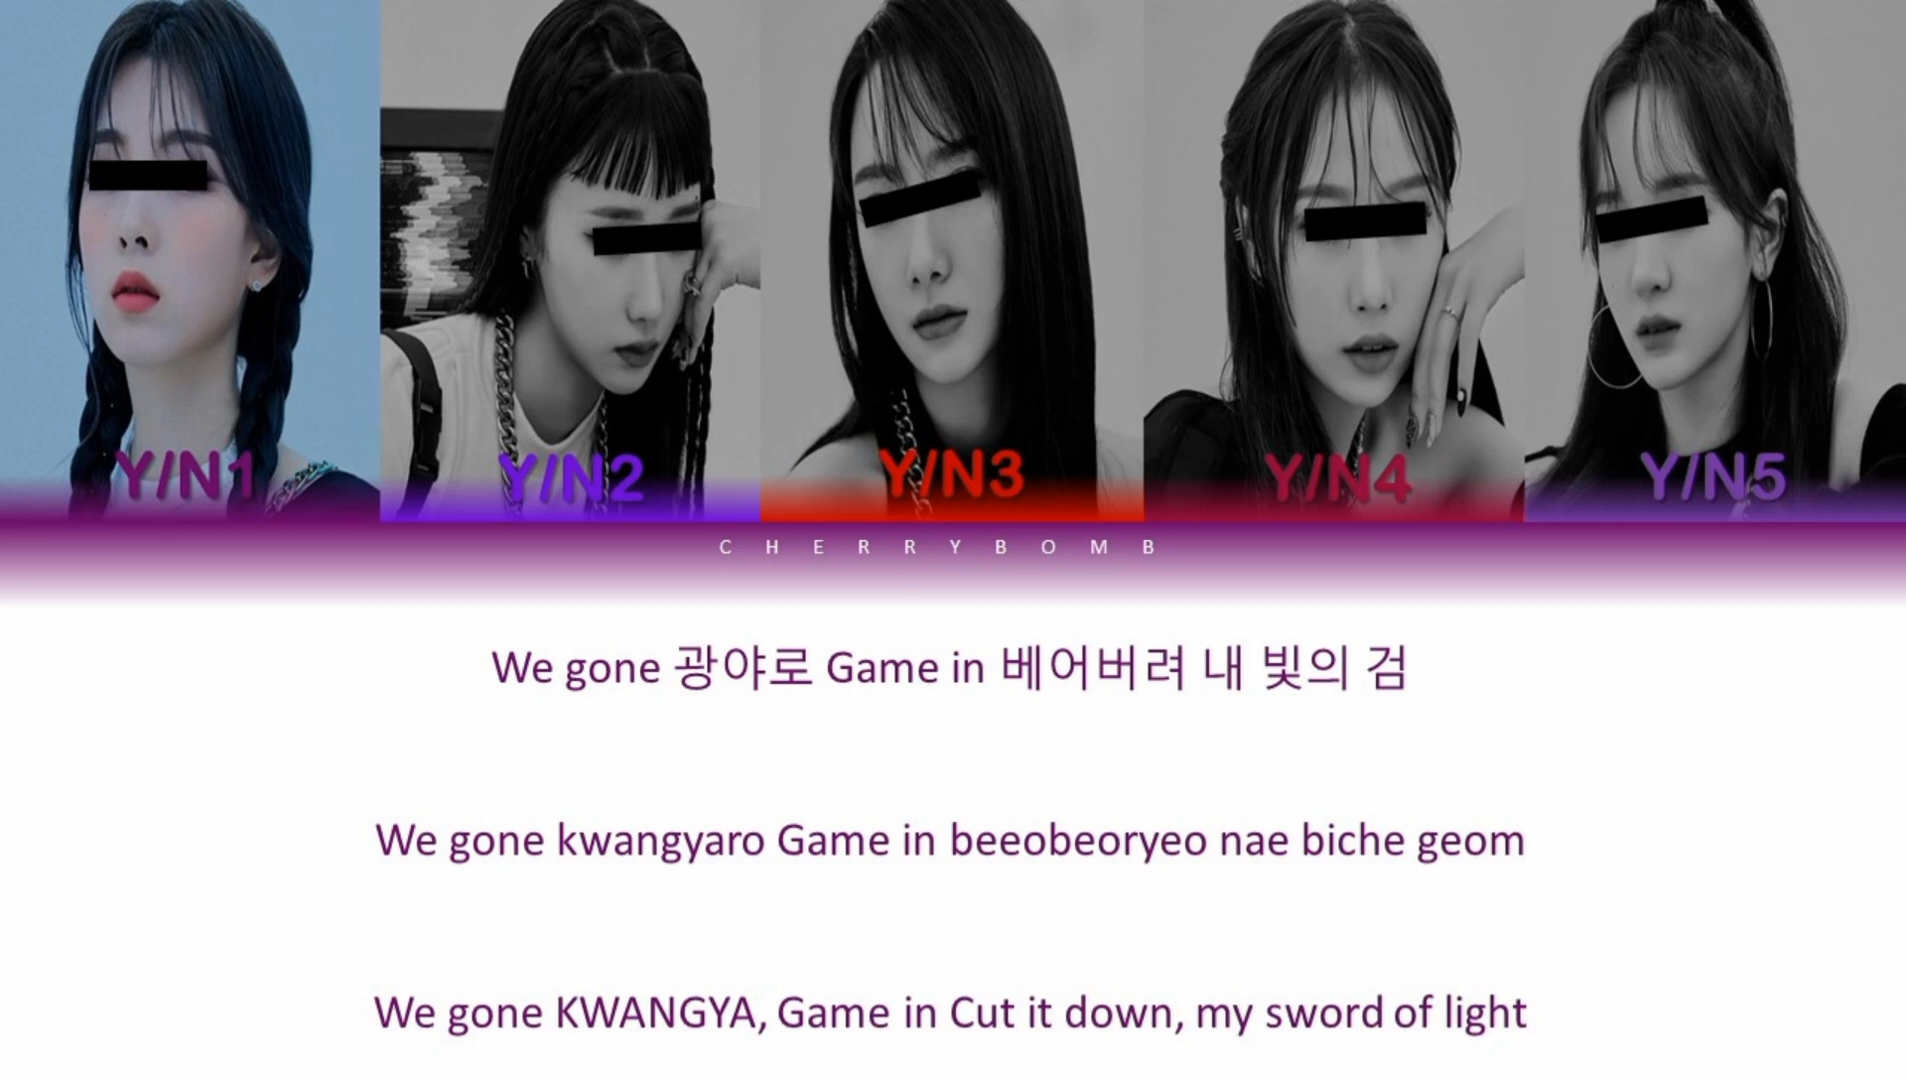 Y/N1 Y/N2 Y/N3 Y/N4 Y/N5
CHERRYBOMB
We gone 광야로 Game in 베어버려 내 빛의 검
We gone kwangyaro Game in beeobeoryeo nae biche geom
We gone KWANGYA, Game in Cut it down, my sword of light